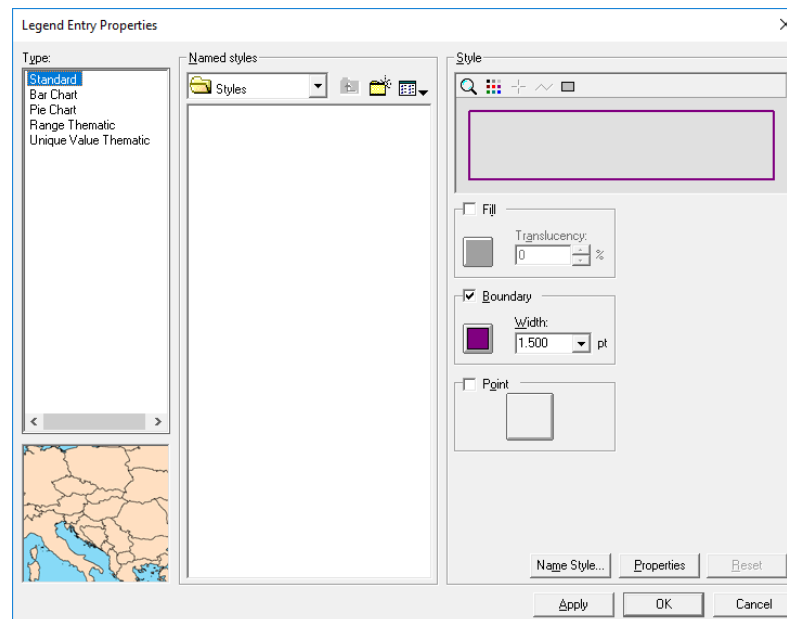 Legend Entry Properties
Type:
Standard
Bar Chart
Pie Chart
Range Thematic
Unique Value Thematic
Named styles
Styles
Style
Fill
Translucency:
0 %
Boundary
Width:
1.500 pt
Point
Name Style... Properties Reset
Apply OK Cancel